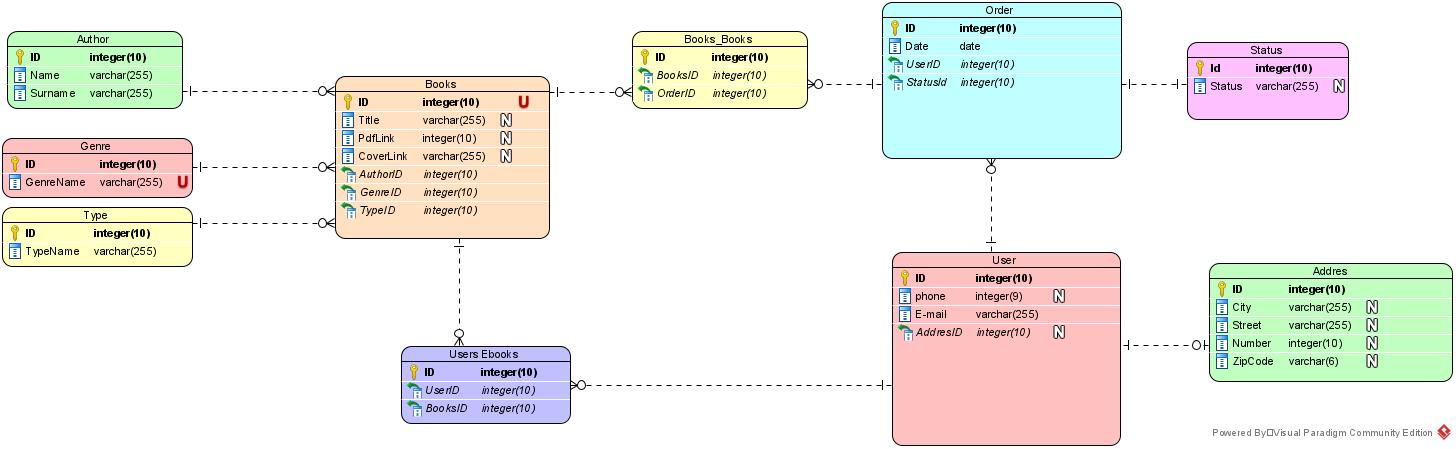 Author
ID integer(10)
Name varchar(255)
Surname varchar(255)
Genre
ID integer(10)
GenreName varchar(255) U
Type
ID integer(10)
TypeName varchar(255)
Books
ID integer(10) U
Title varchar(255) N
PdfLink integer(10) N
CoverLink varchar(255) N
AuthorID integer(10)
GenreID integer(10)
TypeID integer(10)
Books_Books
ID integer(10)
BooksID integer(10)
OrderID integer(10)
Order
ID integer(10)
Date date
UserID integer(10)
StatusId integer(10)
Status
Id integer(10)
Status varchar(255) N
Users Ebooks
ID integer(10)
UserID integer(10)
BooksID integer(10)
User
ID integer(10)
phone integer(9) N
E-mail varchar(255)
AddresID integer(10) N
Addres
ID integer(10)
City varchar(255) N
Street varchar(255) N
Number integer(10) N
ZipCode varchar(6) N
Powered By□Visual Paradigm Community Edition